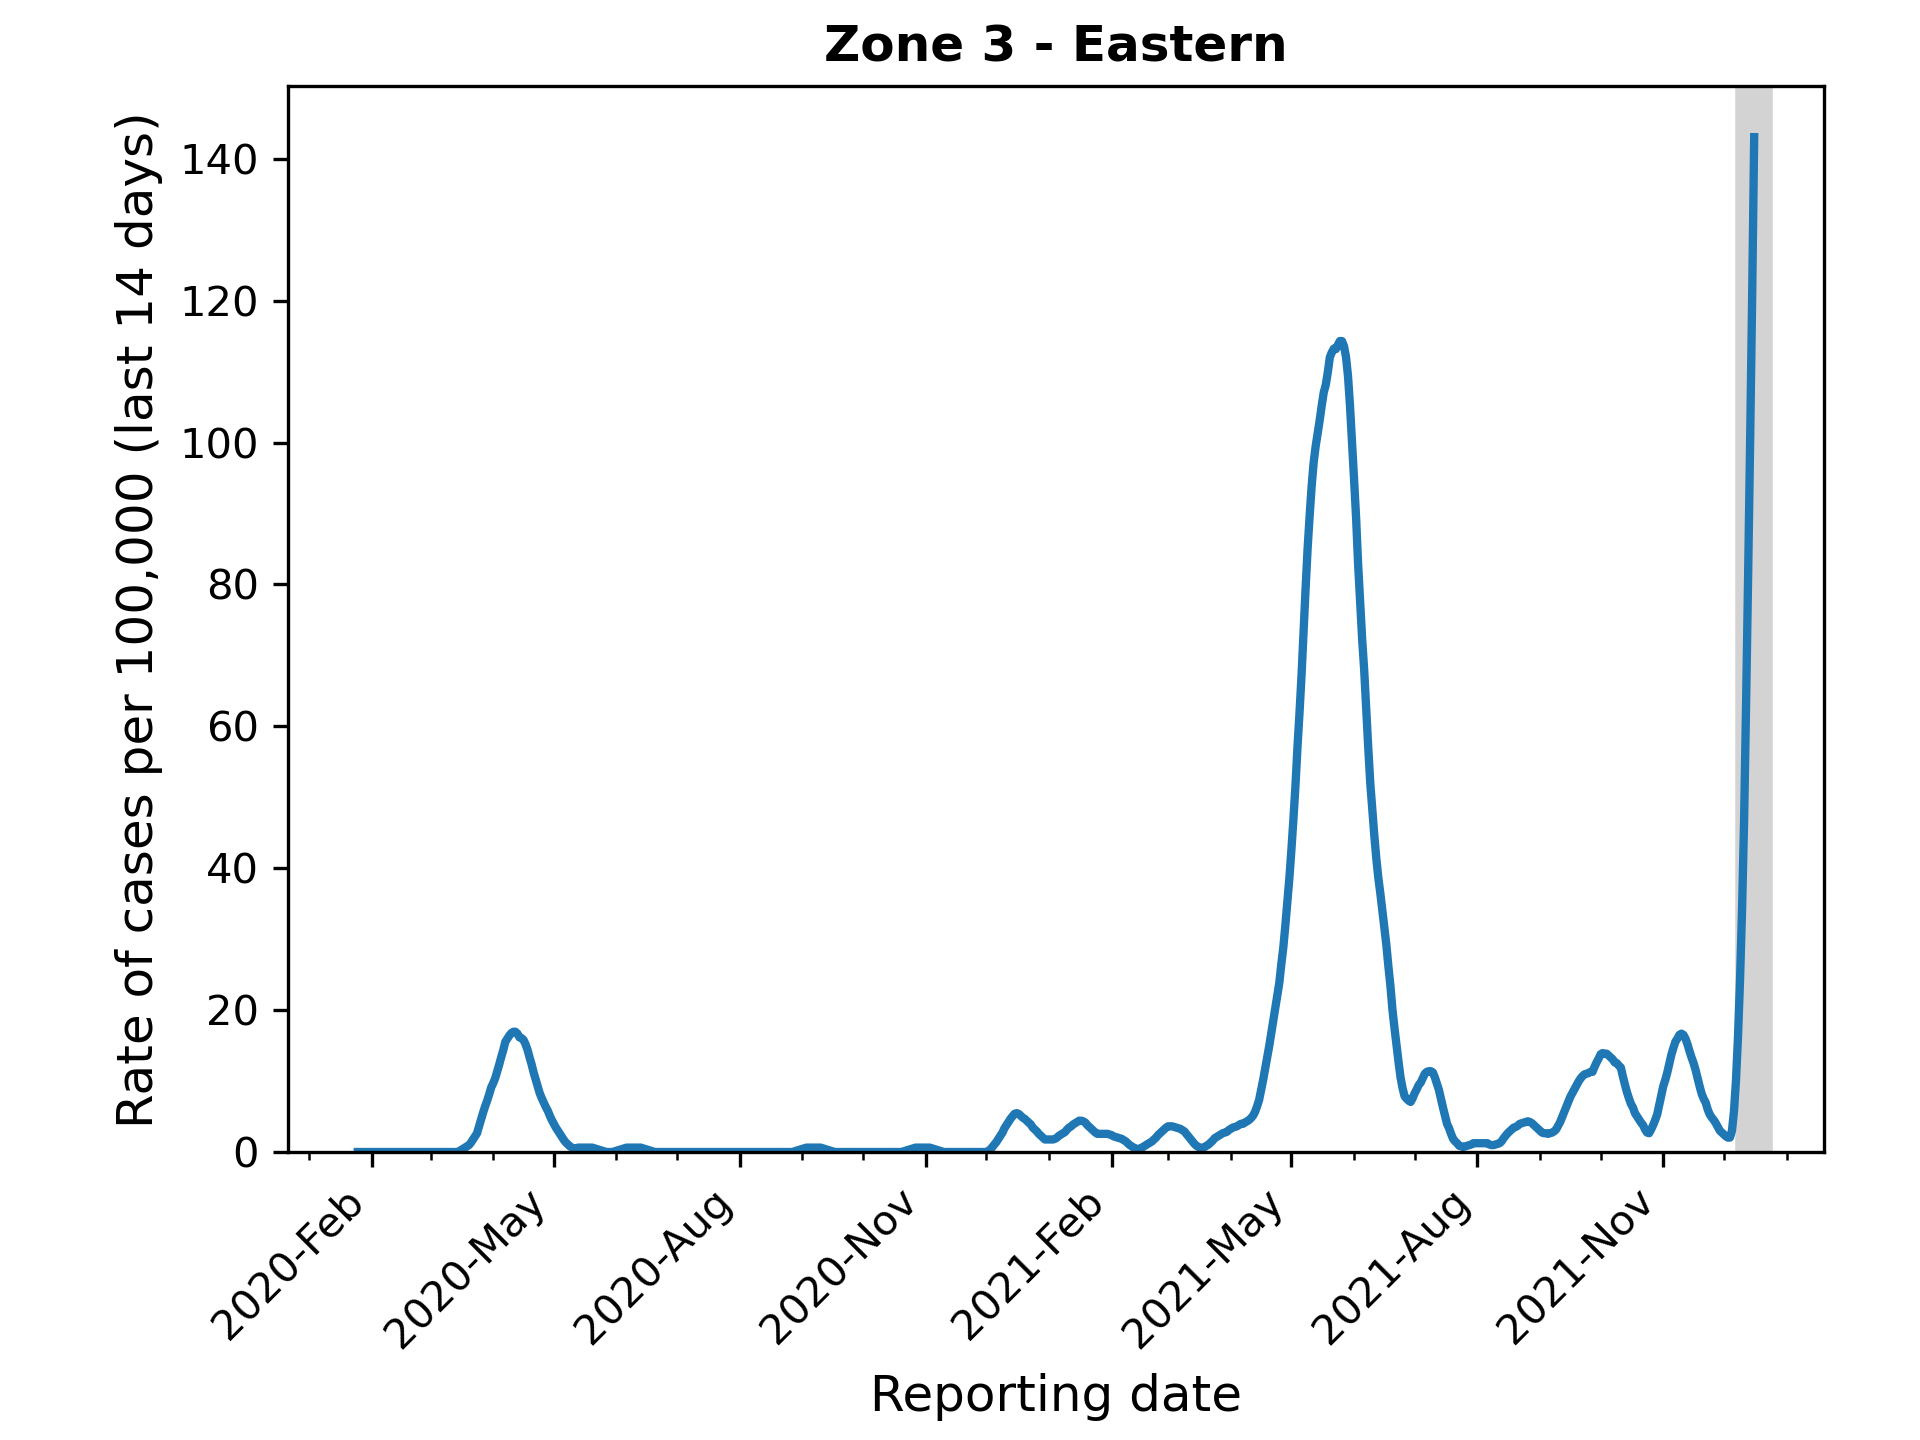 Zone 3 - Eastern
Rate of cases per 100,000 (last 14 days)
140
120
100
80
60
40
20
0
2020-Feb
2020-May
2020-Aug
2020-Nov
2021-Feb
2021-May
2021-Aug
2021-Nov
Reporting date